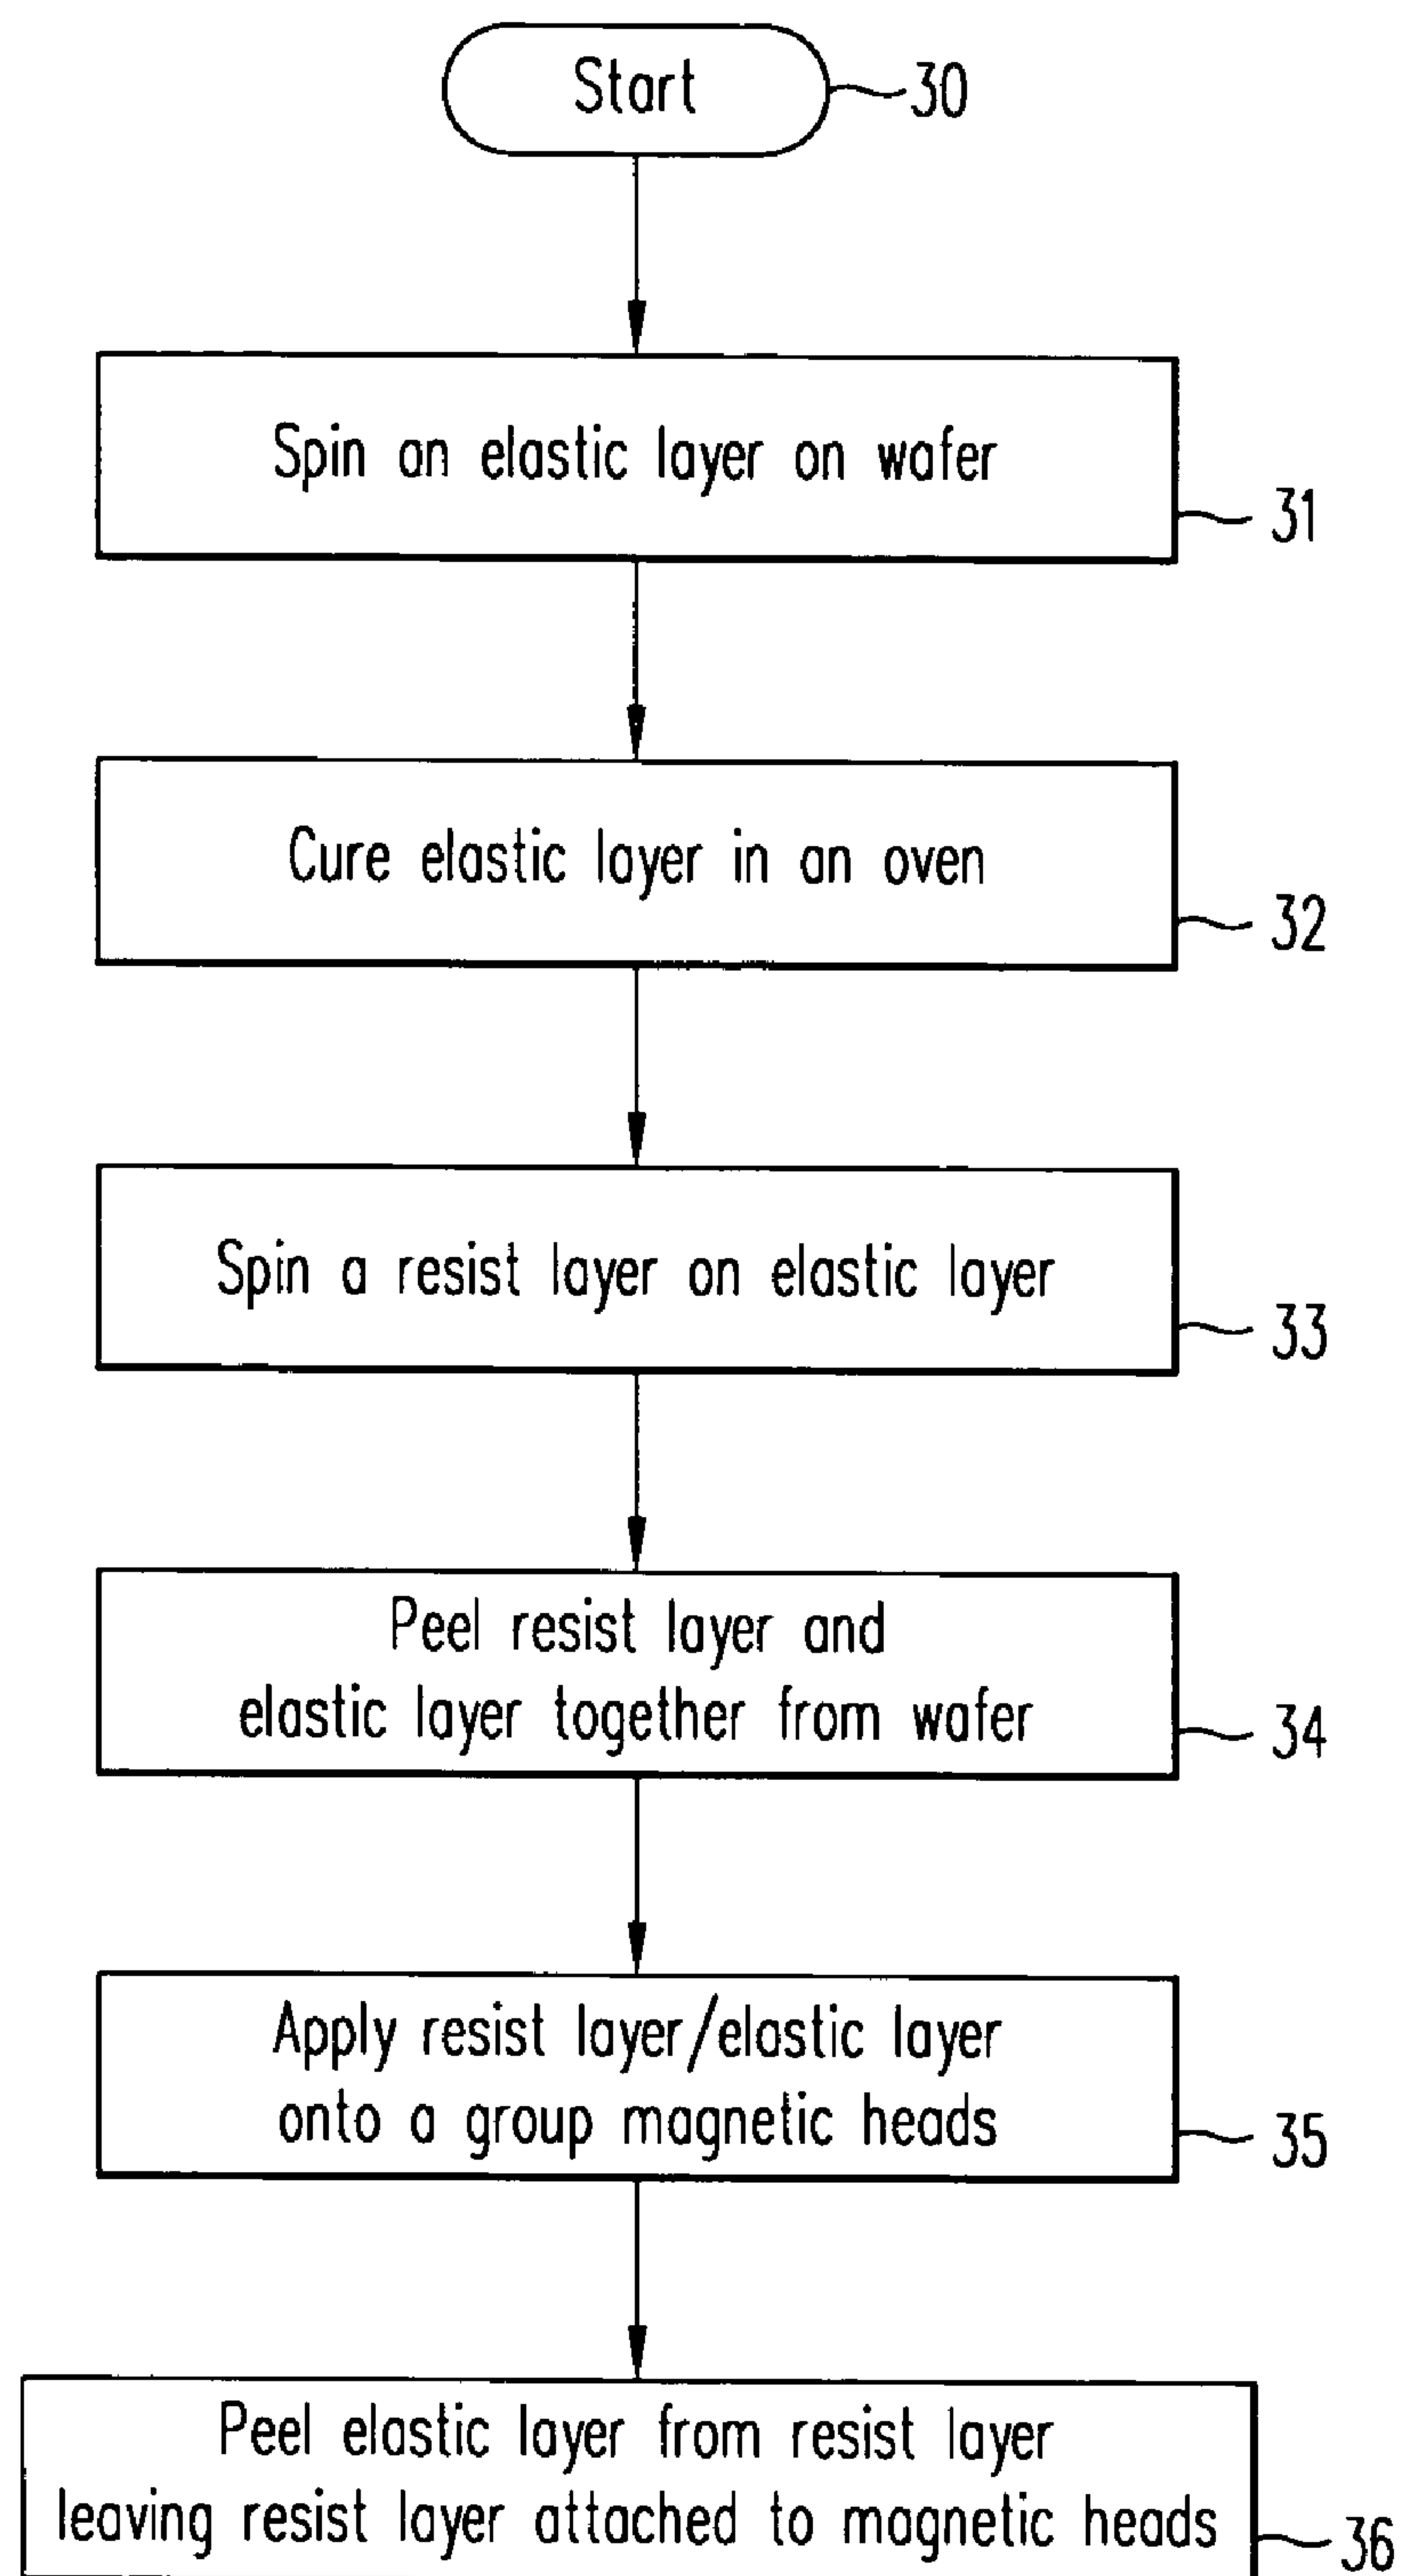 Start
30
Spin an elastic layer on wafer
31
Cure elastic layer in an oven
32
Spin a resist layer on elastic layer
33
Peel resist layer and
elastic layer together from wafer
34
Apply resist layer/elastic layer
onto a group magnetic heads
35
Peel elastic layer from resist layer
leaving resist layer attached to magnetic heads
36